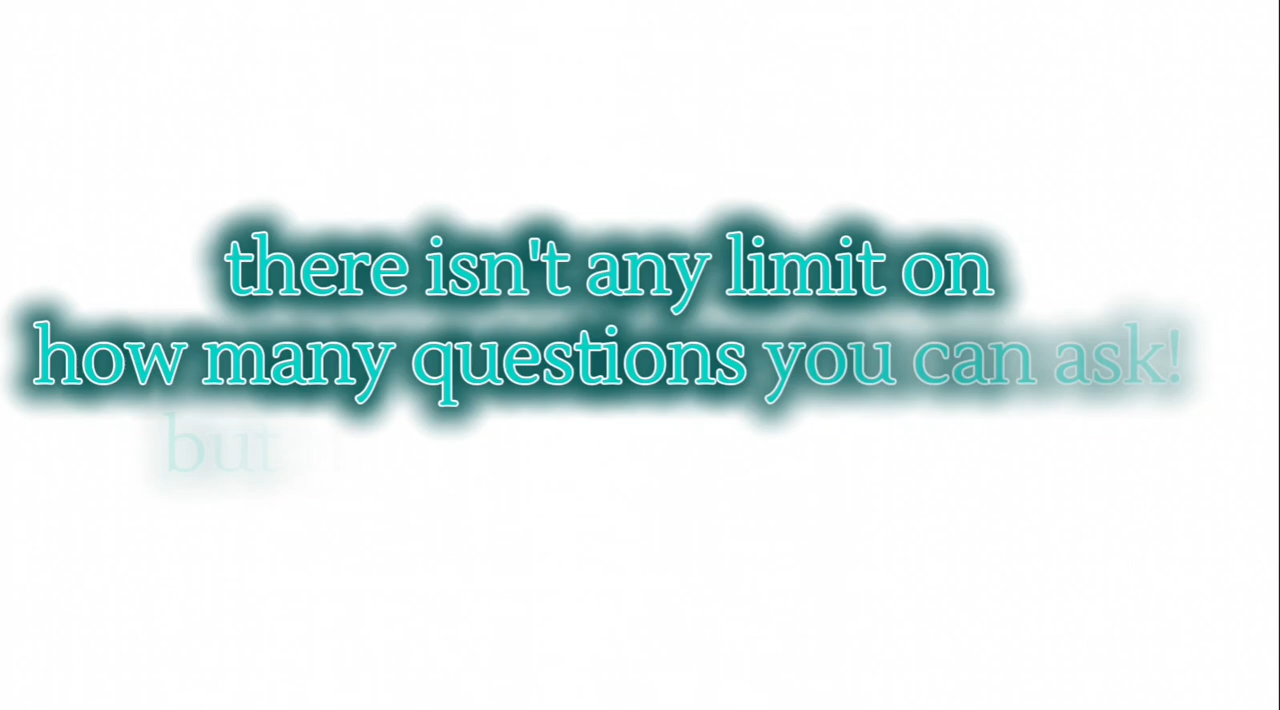 there isn't any limit on
how many questions you can ask!
but